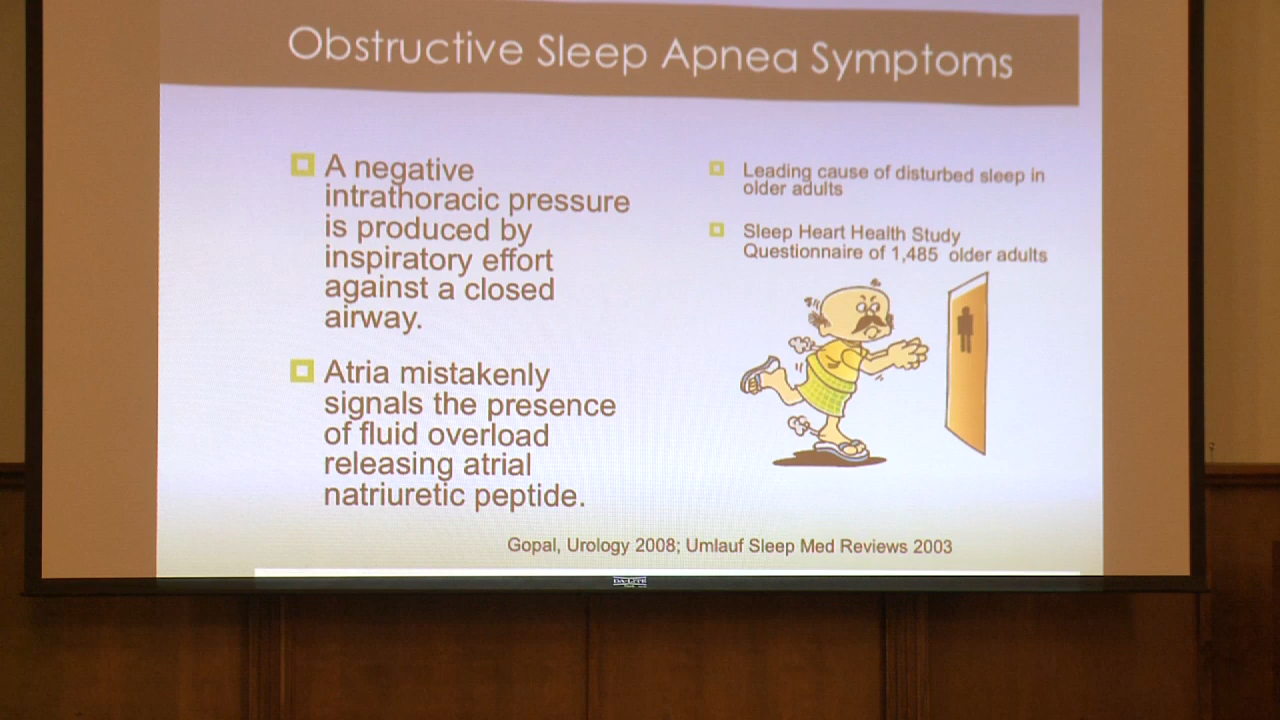 Obstructive Sleep Apnea Symptoms
A negative
intrathoracic pressure
is produced by
inspiratory effort
against a closed
airway.
Atria mistakenly
signals the presence
of fluid overload
releasing atrial
natriuretic peptide.
Leading cause of disturbed sleep in
older adults
Sleep Heart Health Study
Questionnaire of 1,485 older adults
Gopal, Urology 2008; Umlauf Sleep Med Reviews 2003
DA-LITE